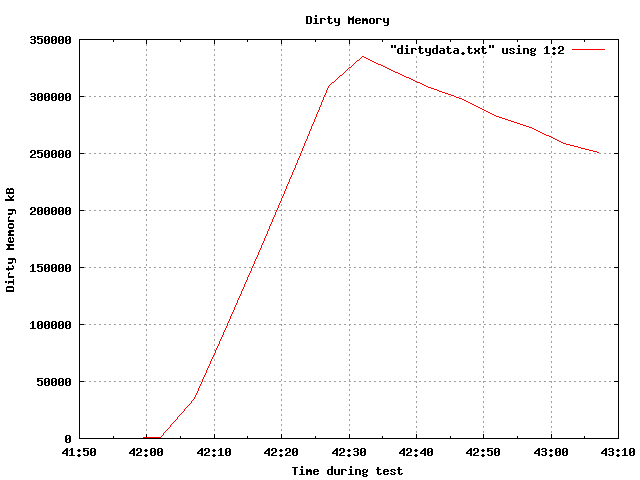 Dirty Memory
"dirtydata.txt" using 1:2
350000
300000
250000
200000
150000
100000
50000
0
Dirty Memory kB
41:50 42:00 42:10 42:20 42:30 42:40 42:50 43:00 43:10
Time during test